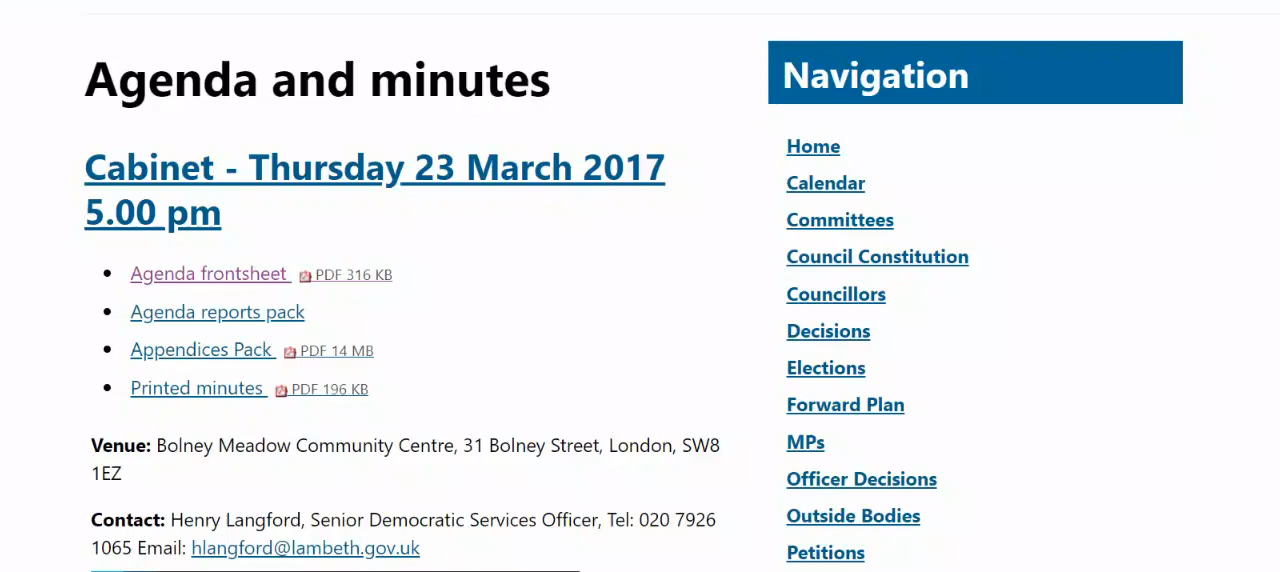 Agenda and minutes
Cabinet - Thursday 23 March 2017
5.00 pm
Agenda frontsheet PDF 316 KB
Agenda reports pack
Appendices Pack PDF 14 MB
Printed minutes PDF 196 KB
Venue: Bolney Meadow Community Centre, 31 Bolney Street, London, SW8
1EZ
Contact: Henry Langford, Senior Democratic Services Officer, Tel: 020 7926
1065 Email: hlangford@lambeth.gov.uk
Navigation
Home
Calendar
Committees
Council Constitution
Councillors
Decisions
Elections
Forward Plan
MPs
Officer Decisions
Outside Bodies
Petitions